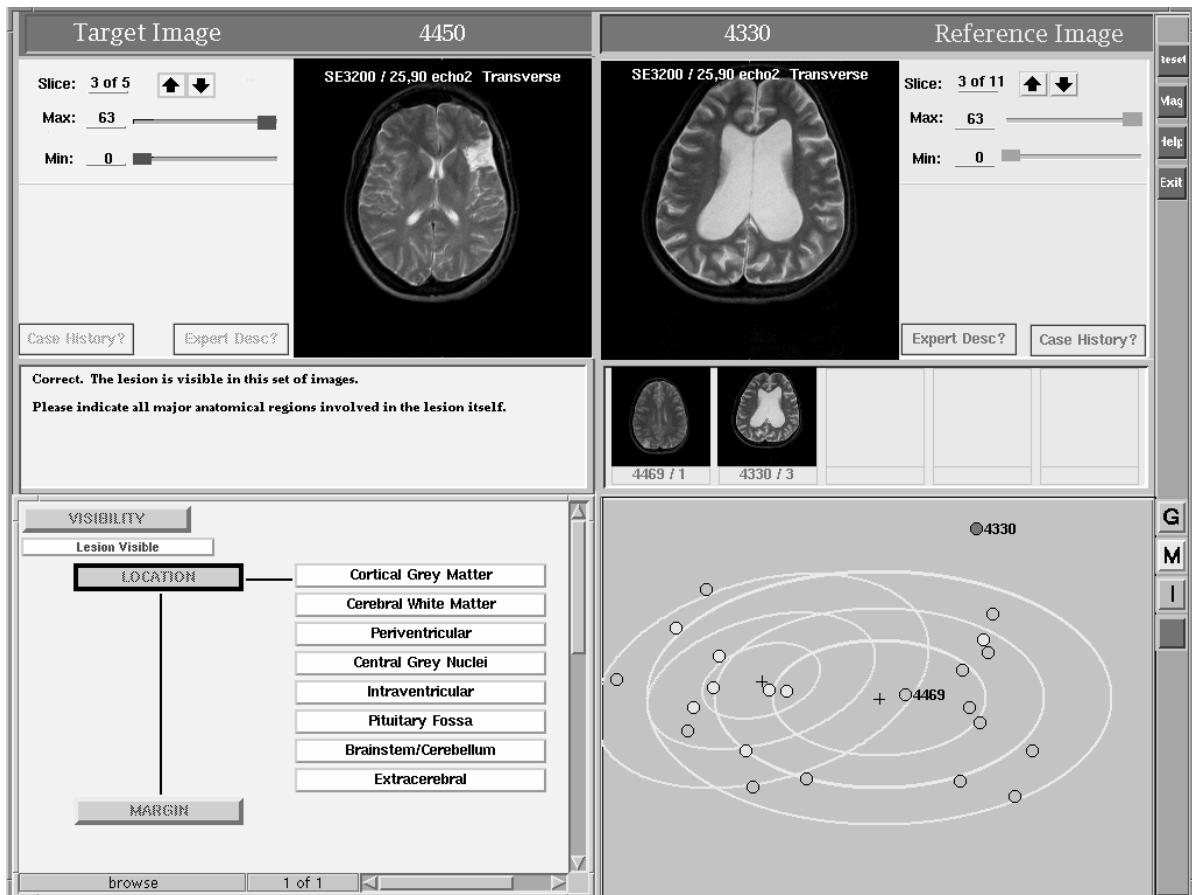 Target Image 4450
4330 Reference Image
Slice: 3 of 5
Max: 63
Min: 0
SE3200 / 25,90 echo2 Transverse
Case History?
Expert Desc?
SE3200 / 25,90 echo2 Transverse
Slice: 3 of 11
Max: 63
Min: 0
Expert Desc?
Case History?
Reset
Mag
Help
Exit
Correct. The lesion is visible in this set of images.
Please indicate all major anatomical regions involved in the lesion itself.
4469 / 1
4330 / 3
VISIBILITY
Lesion Visible
LOCATION
Cortical Grey Matter
Cerebral White Matter
Periventricular
Central Grey Nuclei
Intraventricular
Pituitary Fossa
Brainstem/Cerebellum
Extracerebral
MARGIN
browse
1 of 1
4330
4469
G
M
I